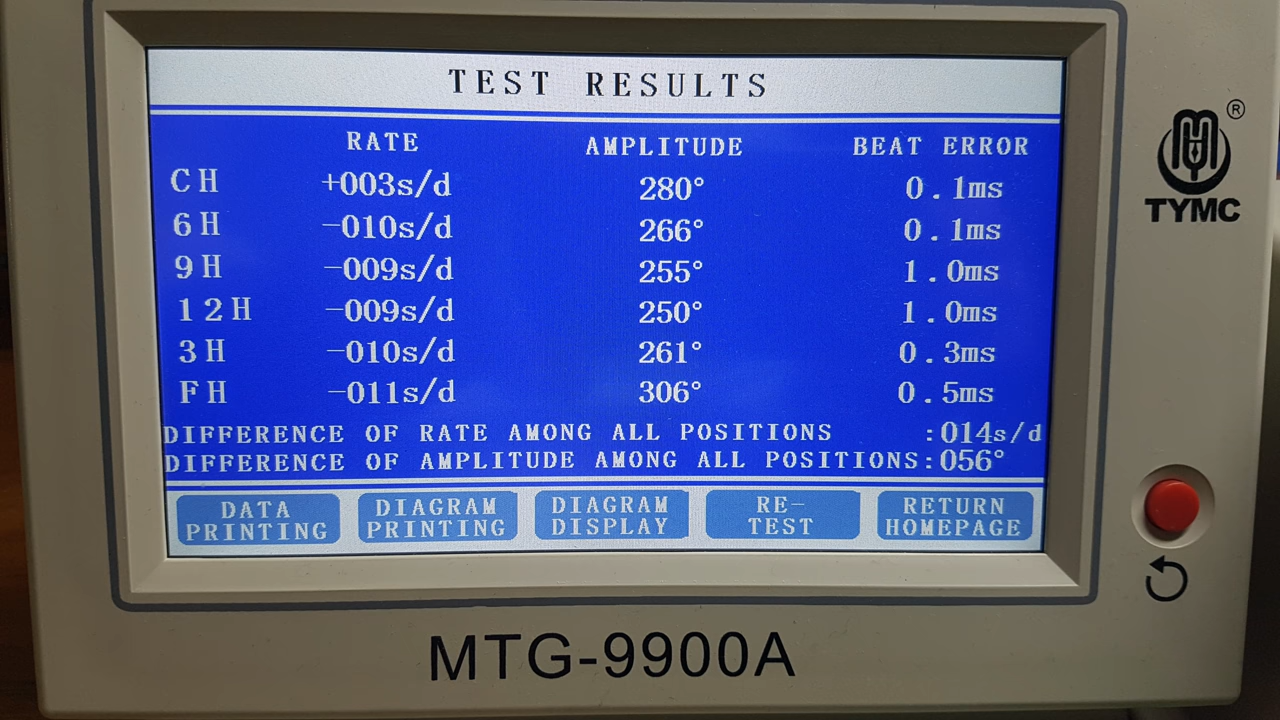 TEST RESULTS
RATE AMPLITUDE BEAT ERROR
CH +003s/d 280° 0.1ms
6H -010s/d 266° 0.1ms
9H -009s/d 255° 1.0ms
12H -009s/d 250° 1.0ms
3H -010s/d 261° 0.3ms
FH -011s/d 306° 0.5ms
DIFFERENCE OF RATE AMONG ALL POSITIONS :014s/d
DIFFERENCE OF AMPLITUDE AMONG ALL POSITIONS:056°
DATA PRINTING
DIAGRAM PRINTING
DIAGRAM DISPLAY
RE-TEST
RETURN HOMEPAGE
®
TYMC
MTG-9900A